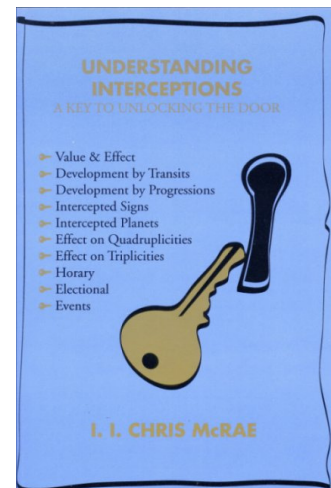 UNDERSTANDING
INTERCEPTIONS
A KEY TO UNLOCKING THE DOOR
Value & Effect
Development by Transits
Development by Progressions
Intercepted Signs
Intercepted Planets
Effect on Quadruplicities
Effect on Triplicities
Horary
Electional
Events
I. I. CHRIS McRAE